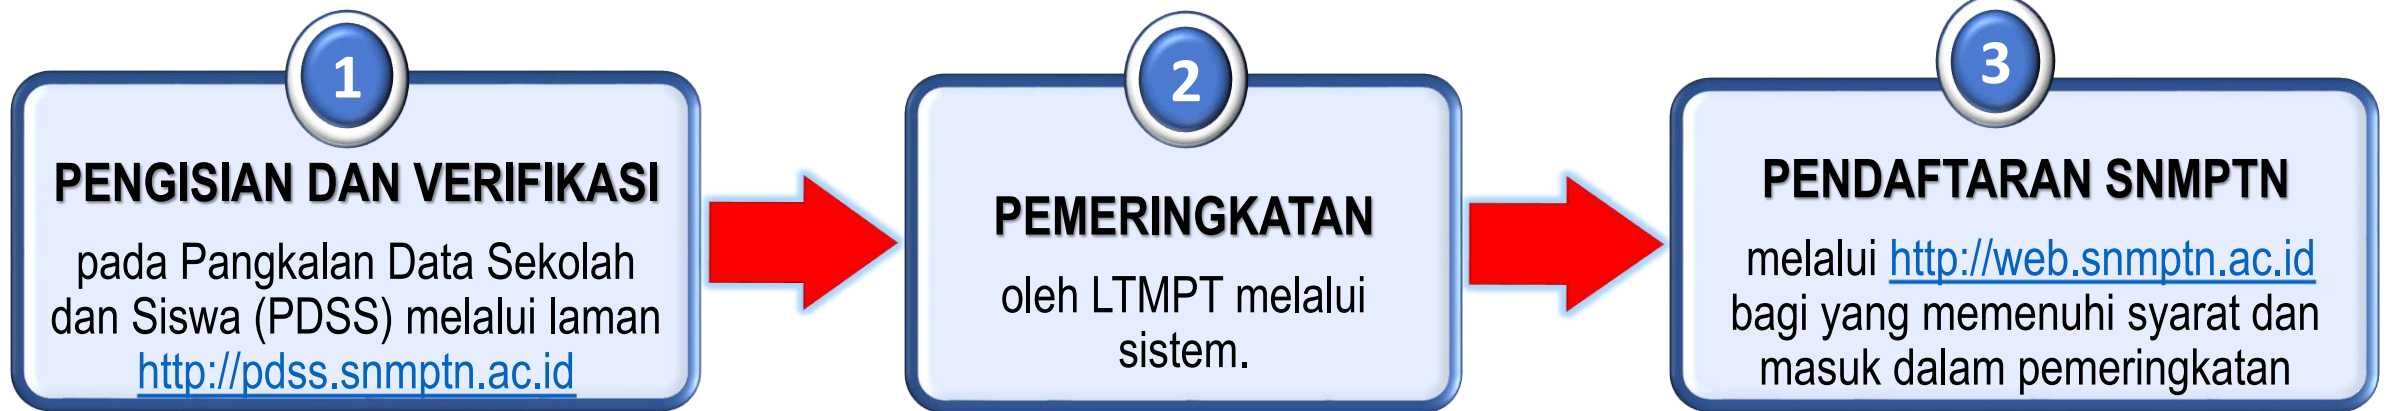 1
PENGISIAN DAN VERIFIKASI
pada Pangkalan Data Sekolah
dan Siswa (PDSS) melalui laman
http://pdss.snmptn.ac.id
2
PEMERINGKATAN
oleh LTMPT melalui
sistem.
3
PENDAFTARAN SNMPTN
melalui http://web.snmptn.ac.id
bagi yang memenuhi syarat dan
masuk dalam pemeringkatan